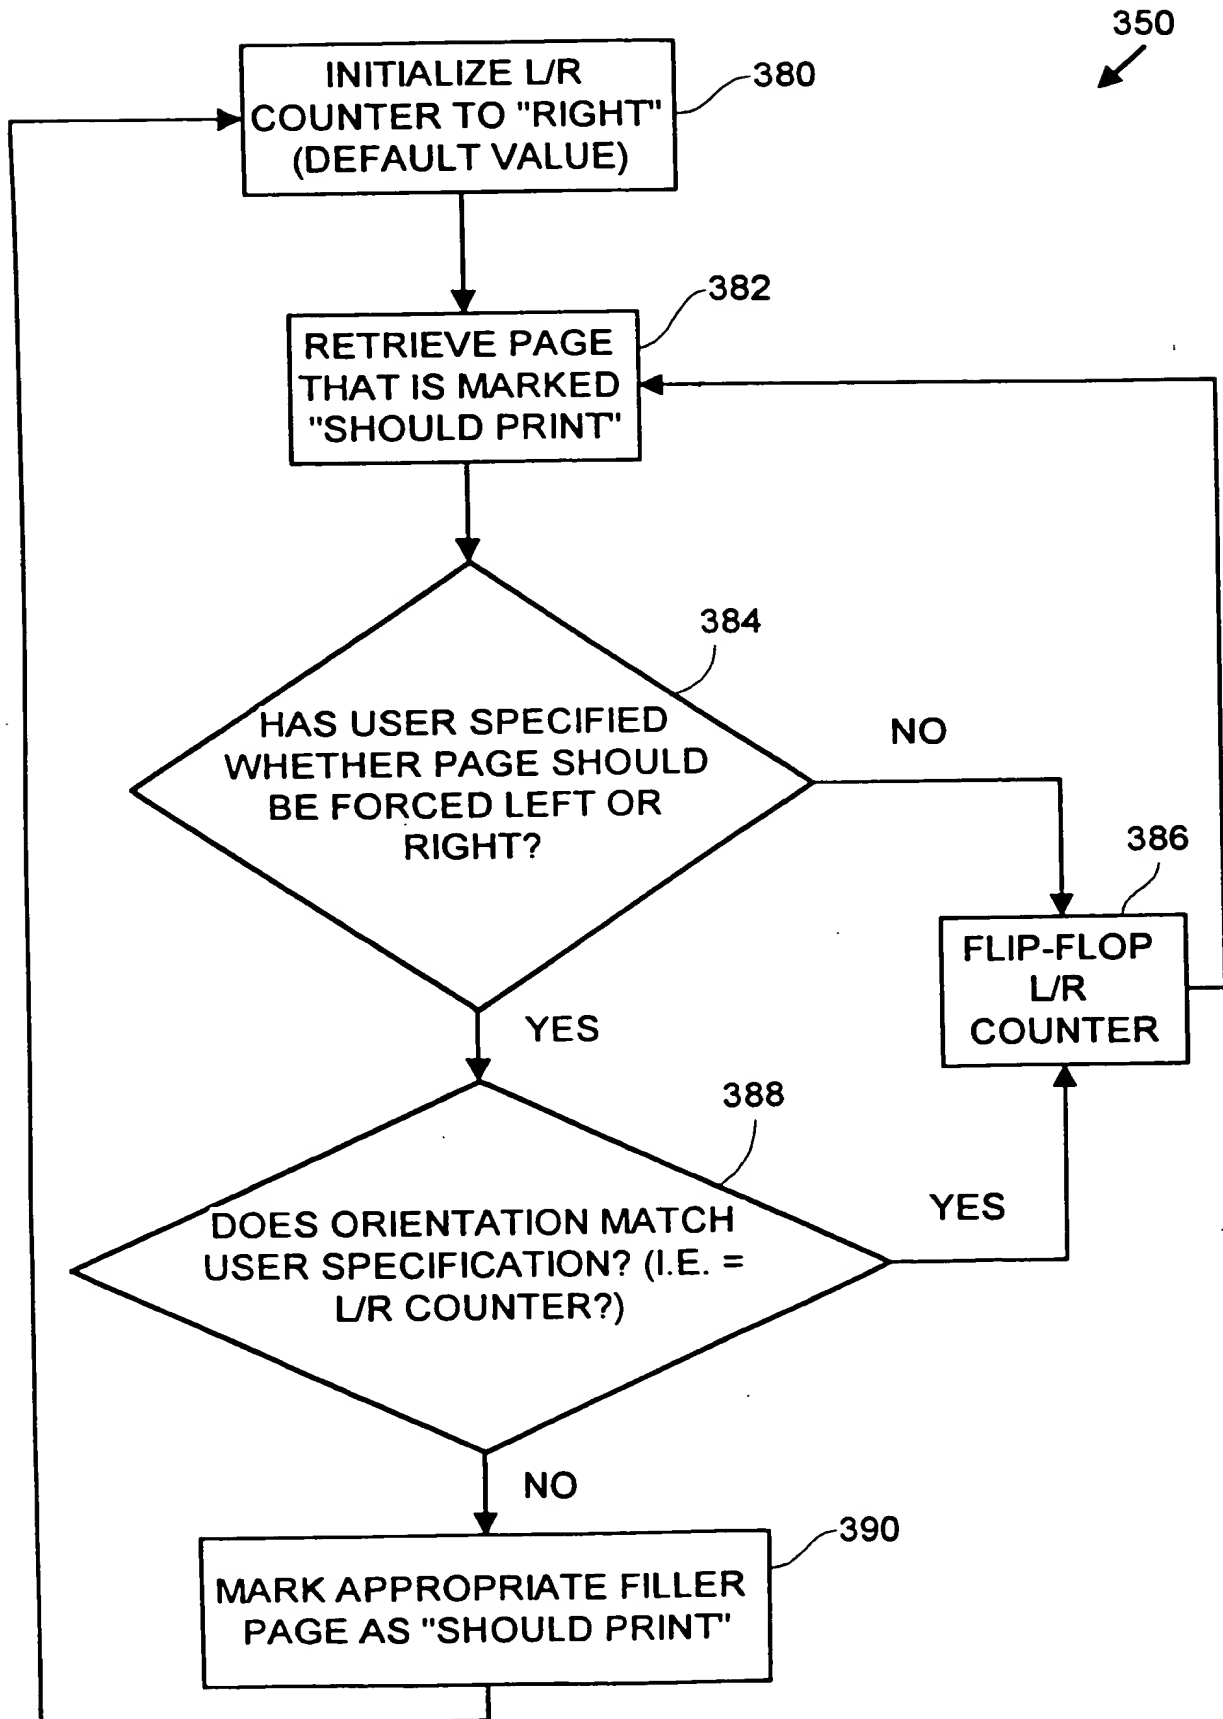 350
INITIALIZE L/R
COUNTER TO "RIGHT"
(DEFAULT VALUE)
380
382
RETRIEVE PAGE
THAT IS MARKED
"SHOULD PRINT"
384
HAS USER SPECIFIED
WHETHER PAGE SHOULD
BE FORCED LEFT OR
RIGHT?
NO
386
FLIP-FLOP
L/R
COUNTER
YES
388
DOES ORIENTATION MATCH
USER SPECIFICATION? (I.E. =
L/R COUNTER?)
YES
NO
390
MARK APPROPRIATE FILLER
PAGE AS "SHOULD PRINT"